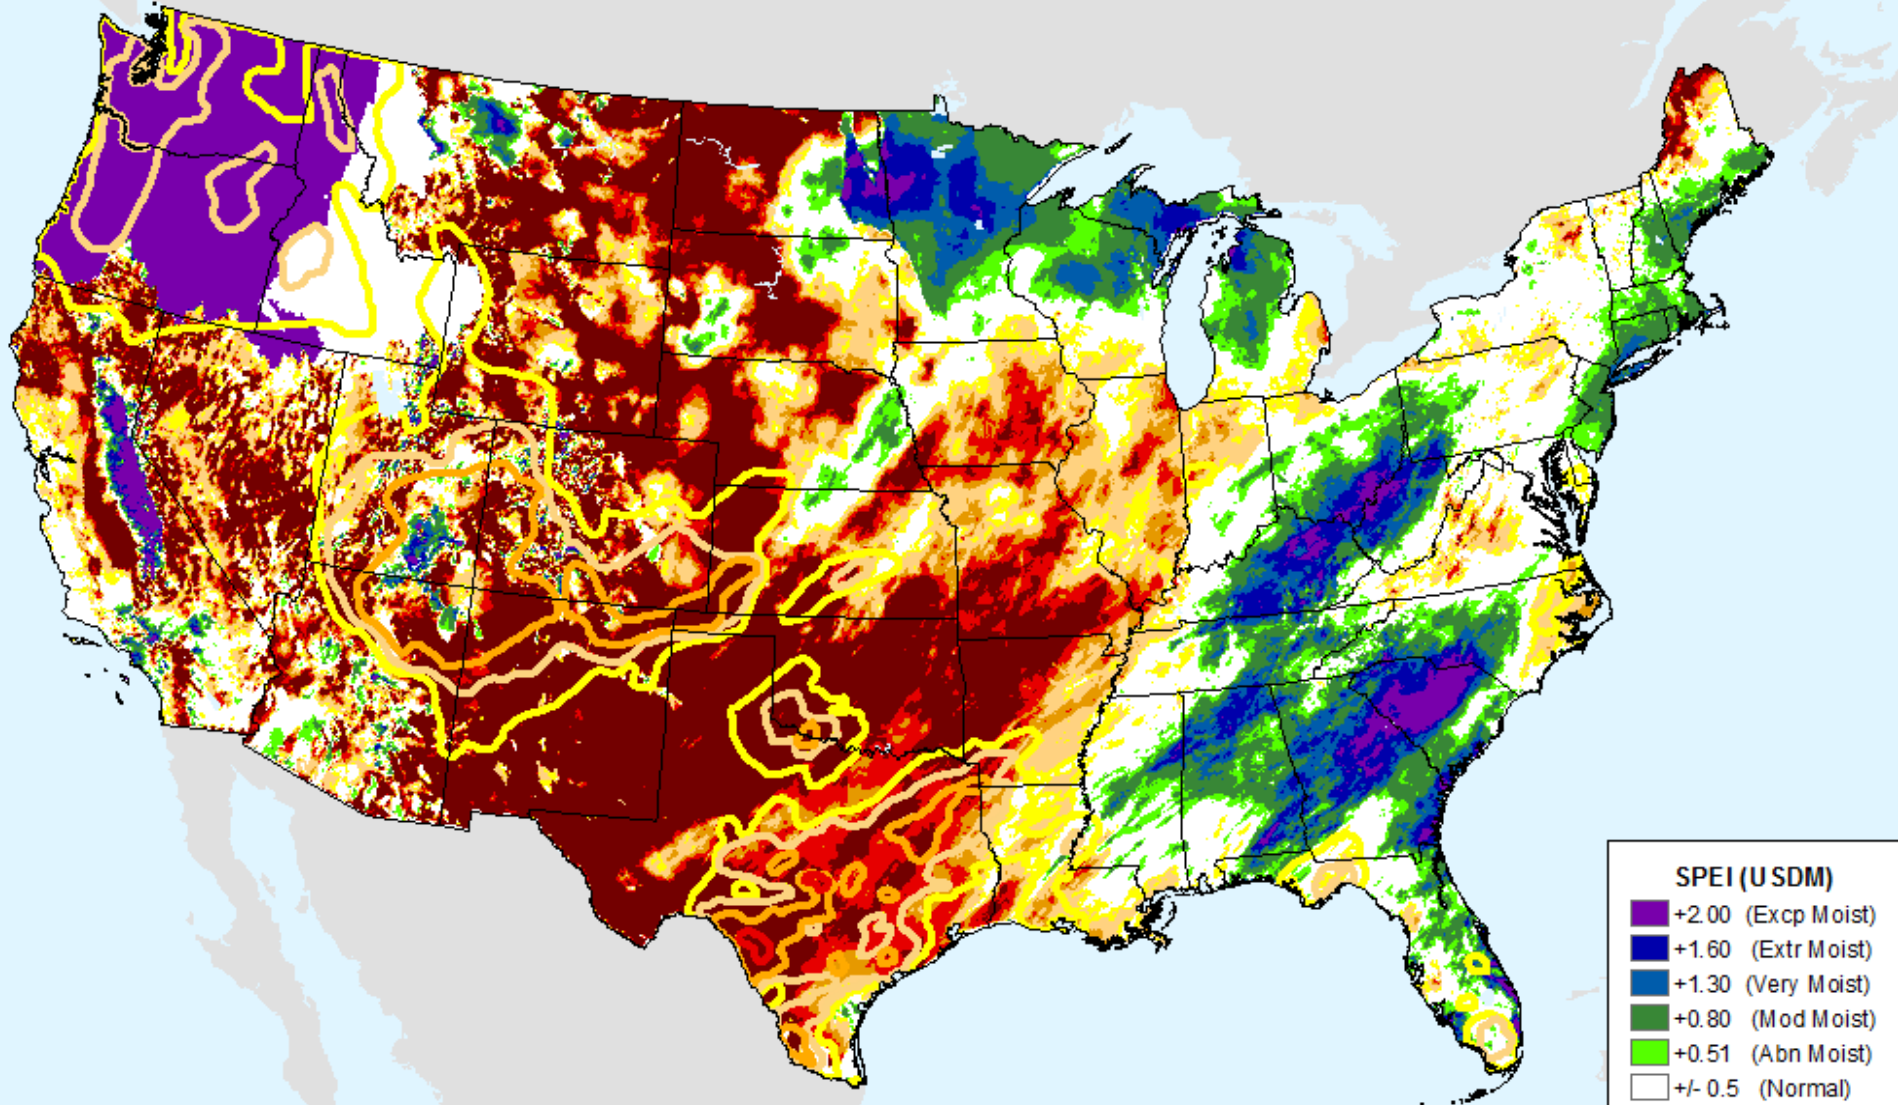 SPEI (USDM)
+2.00 (Excp Moist)
+1.60 (Extr Moist)
+1.30 (Very Moist)
+0.80 (Mod Moist)
+0.51 (Abn Moist)
+/- 0.5 (Normal)